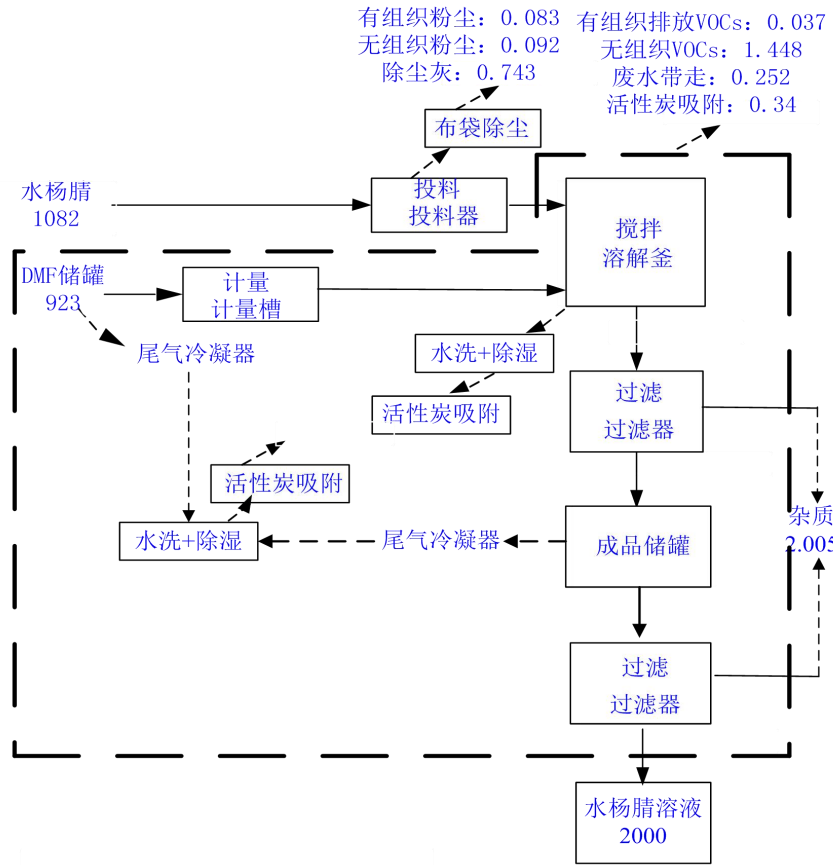 有组织粉尘：0.083
无组织粉尘：0.092
除尘灰：0.743
有组织排放VOCs：0.037
无组织VOCs：1.448
废水带走：0.252
活性炭吸附：0.34
布袋除尘
水杨腈
1082
投料
投料器
搅拌
溶解釜
DMF储罐
923
计量
计量槽
尾气冷凝器
水洗+除湿
活性炭吸附
过滤
过滤器
活性炭吸附
水洗+除湿
尾气冷凝器
成品储罐
杂质
2.005
过滤
过滤器
水杨腈溶液
2000